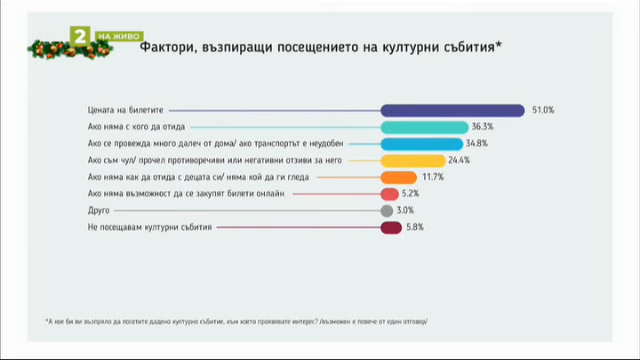 2 НА ЖИВО
Фактори, възпиращи посещението на културни събития*
Цената на билетите 51.0%
Ако няма с кого да отида 36.3%
Ако се провежда много далеч от дома/ ако транспортът е неудобен 34.8%
Ако съм чул/ прочел противоречиви или негативни отзиви за него 24.4%
Ако няма как да отида с децата си/ няма кой да ги гледа 11.7%
Ако няма възможност да се закупят билети онлайн 5.2%
Друго 3.0%
Не посещавам културни събития 5.8%
*А кое би ви възпряло да посетите дадено културно събитие, към което проявявате интерес? /възможен е повече от един отговор/